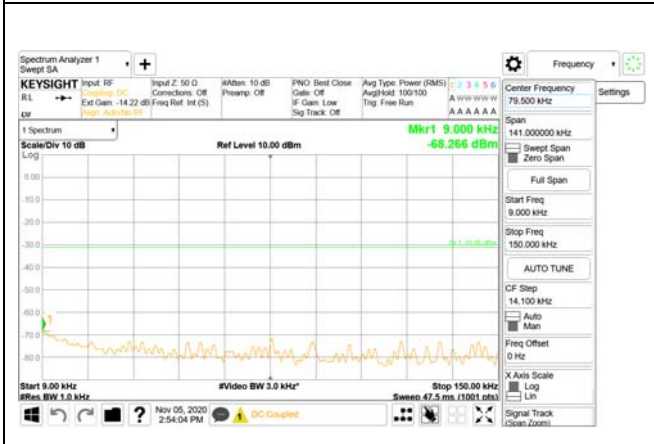 Spectrum Analyzer 1
Swept SA
+
Frequency
KEYSIGHT
RL
Input: RF
Coupling: DC
Ext Gain: -14.22 dB
Align: Auto/No RF
Input Z: 50 Ω
Corrections: Off
Freq Ref: Int (S)
#Atten: 10 dB
Preamp: Off
PNO: Best Close
Gate: Off
IF Gain: Low
Sig Track: Off
Avg Type: Power (RMS)
Avg|Hold: 100/100
Trig: Free Run
1 2 3 4 5 6
A W W W W W
A A A A A A
1 Spectrum
Scale/Div 10 dB
Ref Level 10.00 dBm
Mkr1 9.000 kHz
-68.266 dBm
Log
0.00
-10.0
-20.0
-30.0
-40.0
-50.0
-60.0
-70.0
-80.0
1
Start 9.00 kHz
#Res BW 1.0 kHz
#Video BW 3.0 kHz*
Stop 150.00 kHz
Sweep 47.5 ms (1001 pts)
Nov 05, 2020
2:54:04 PM
DC Coupled
?
Center Frequency
79.500 kHz
Settings
Span
141.000000 kHz
Swept Span
Zero Span
Full Span
Start Freq
9.000 kHz
Stop Freq
150.000 kHz
AUTO TUNE
CF Step
14.100 kHz
Auto
Man
Freq Offset
0 Hz
X Axis Scale
Log
Lin
Signal Track
(Span Zoom)